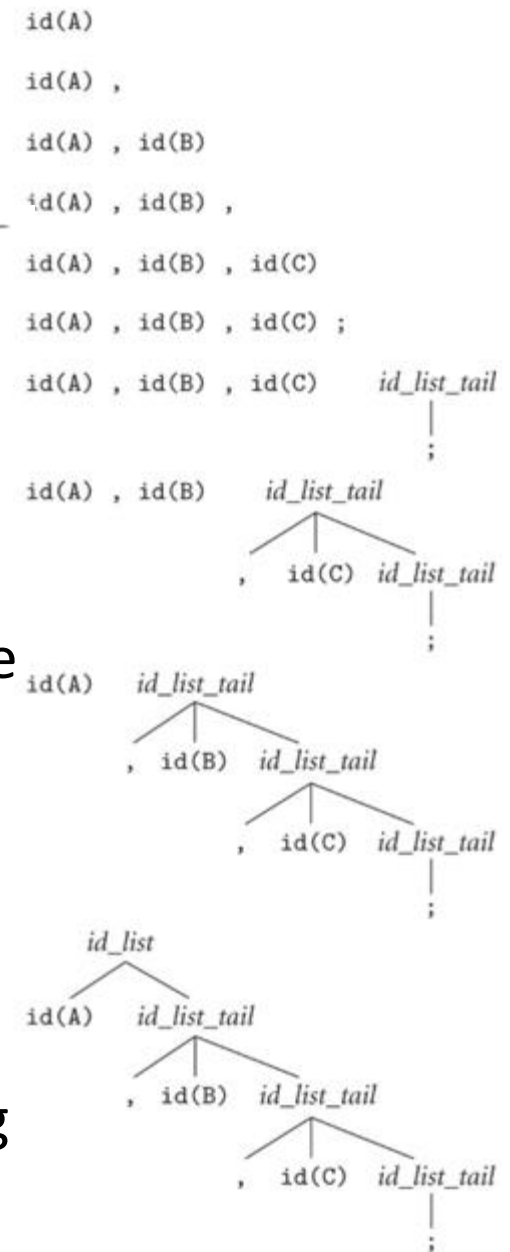 id(A)
id(A) ,
id(A) , id(B)
id(A) , id(B) ,
id(A) , id(B) , id(C)
id(A) , id(B) , id(C) ;
id(A) , id(B) , id(C) id_list_tail
;
id(A) , id(B) id_list_tail
, id(C) id_list_tail
;
e
id(A) id_list_tail
, id(B) id_list_tail
, id(C) id_list_tail
;
id_list
id(A) id_list_tail
, id(B) id_list_tail
g
, id(C) id_list_tail
;